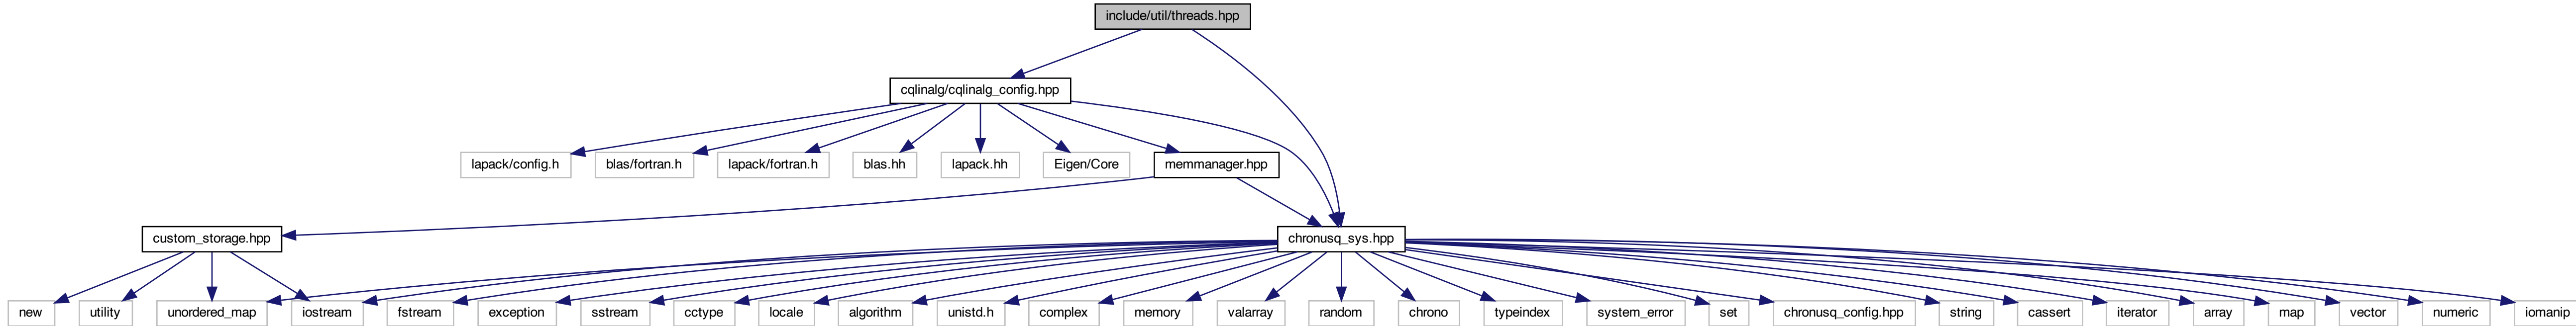 include/util/threads.hpp
cqlinalg/cqlinalg_config.hpp
lapack/config.h
blas/fortran.h
lapack/fortran.h
blas.hh
lapack.hh
Eigen/Core
memmanager.hpp
custom_storage.hpp
chronusq_sys.hpp
new
utility
unordered_map
iostream
fstream
exception
sstream
cctype
locale
algorithm
unistd.h
complex
memory
valarray
random
chrono
typeindex
system_error
set
chronusq_config.hpp
string
cassert
iterator
array
map
vector
numeric
iomanip